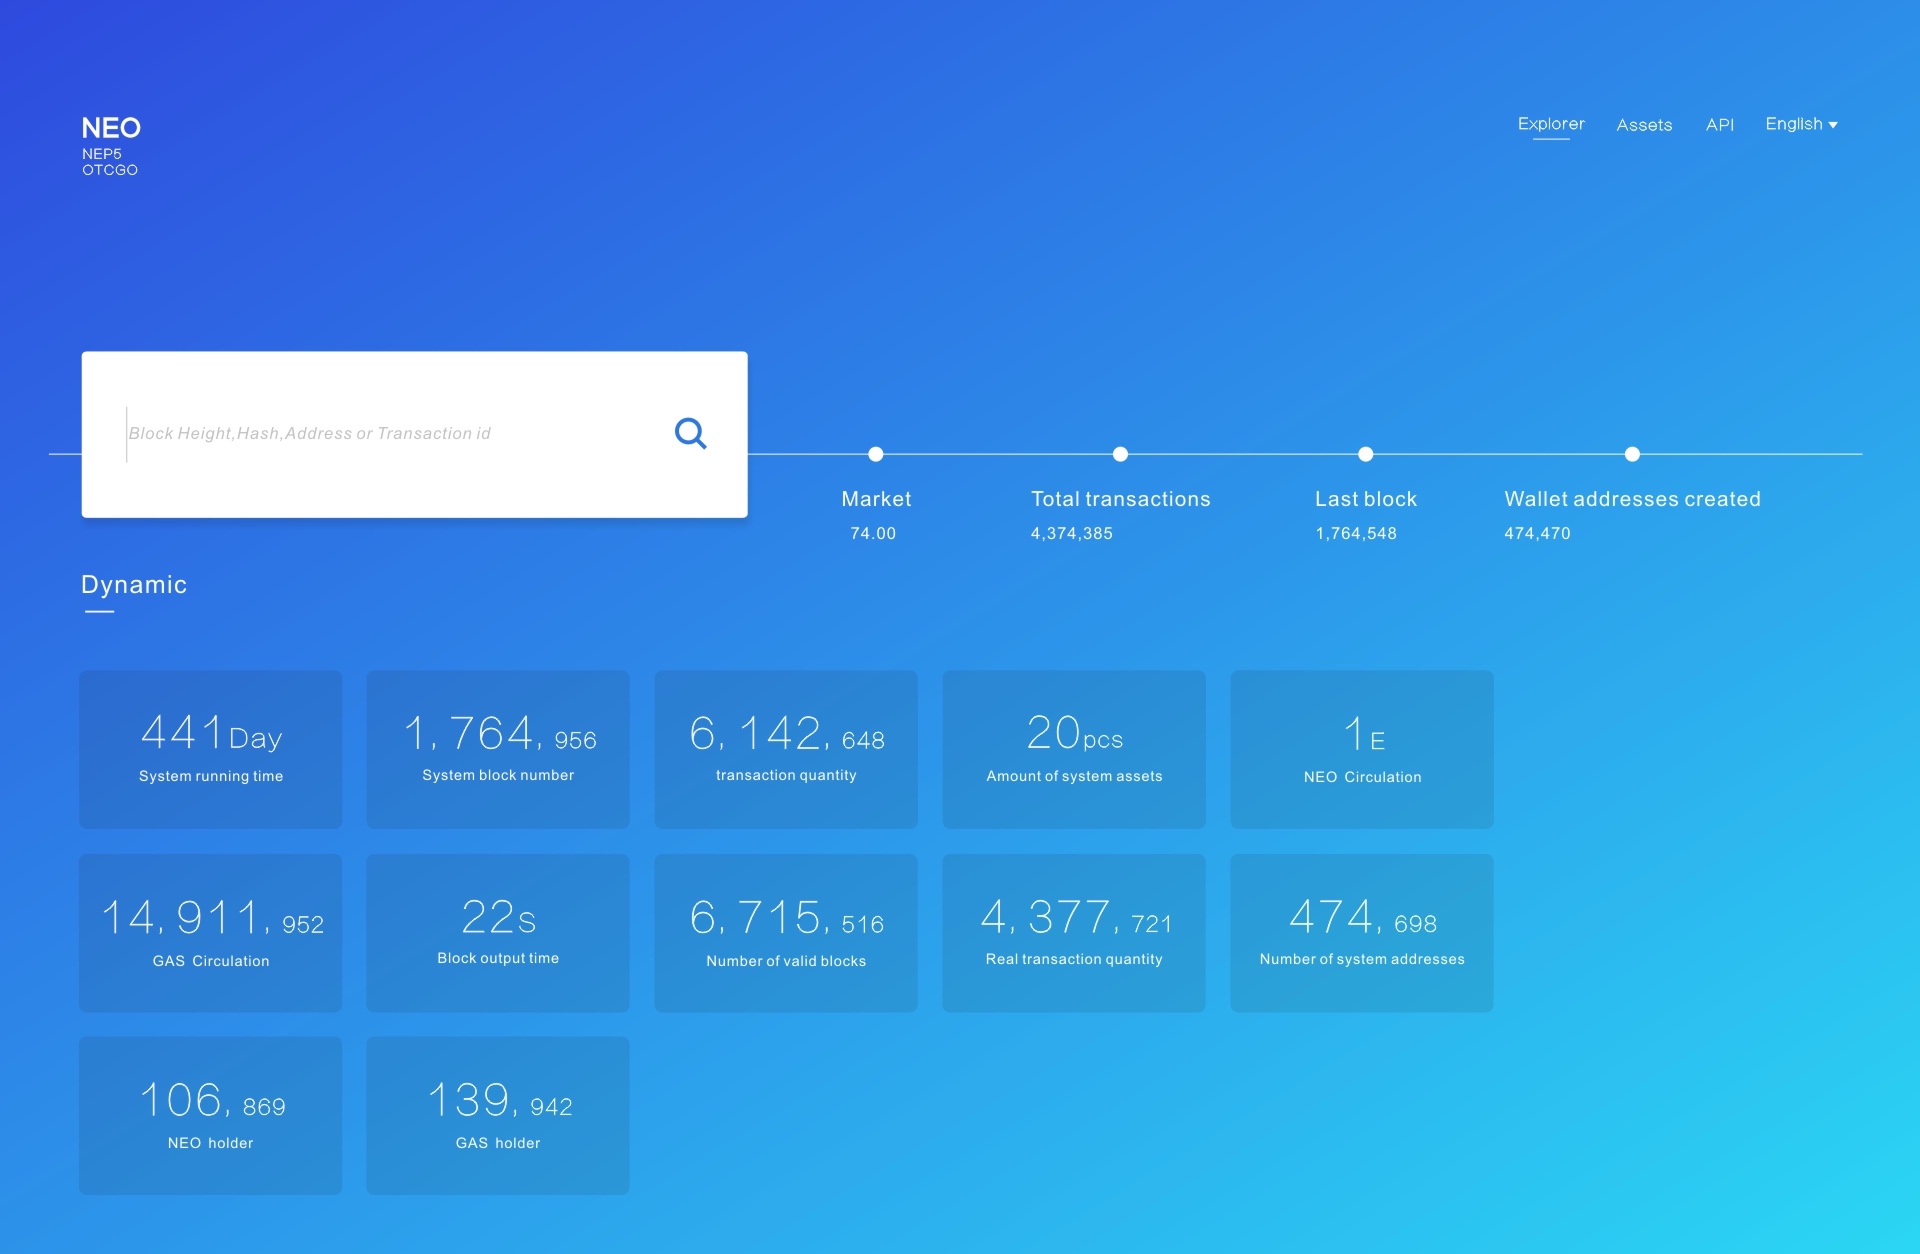 NEO
NEP5
OTCGO
Explorer Assets API English
Block Height,Hash,Address or Transaction id
Market Total transactions Last block Wallet addresses created
74.00 4,374,385 1,764,548 474,470
Dynamic
441Day 1, 764, 956 6, 142, 648 20pcs 1E
System running time System block number transaction quantity Amount of system assets NEO Circulation
14, 911, 952 22S 6, 715, 516 4, 377, 721 474, 698
GAS Circulation Block output time Number of valid blocks Real transaction quantity Number of system addresses
106, 869 139, 942
NEO holder GAS holder